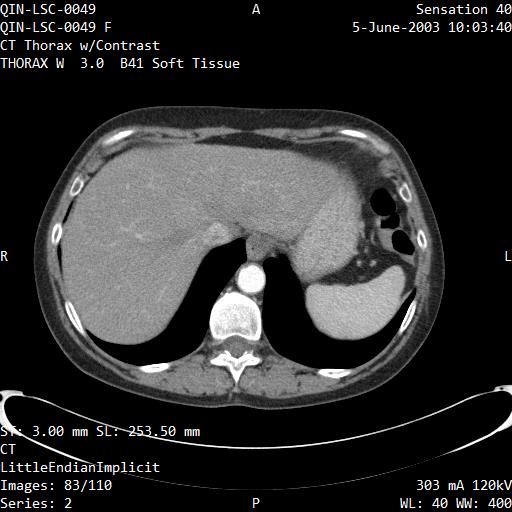 QIN-LSC-0049
A
Sensation 40
QIN-LSC-0049 F
5-June-2003 10:03:40
CT Thorax w/Contrast
THORAX W 3.0 B41 Soft Tissue
R
L
ST: 3.00 mm SL: 253.50 mm
CT
LittleEndianImplicit
Images: 83/110
303 mA 120kV
Series: 2
P
WL: 40 WW: 400